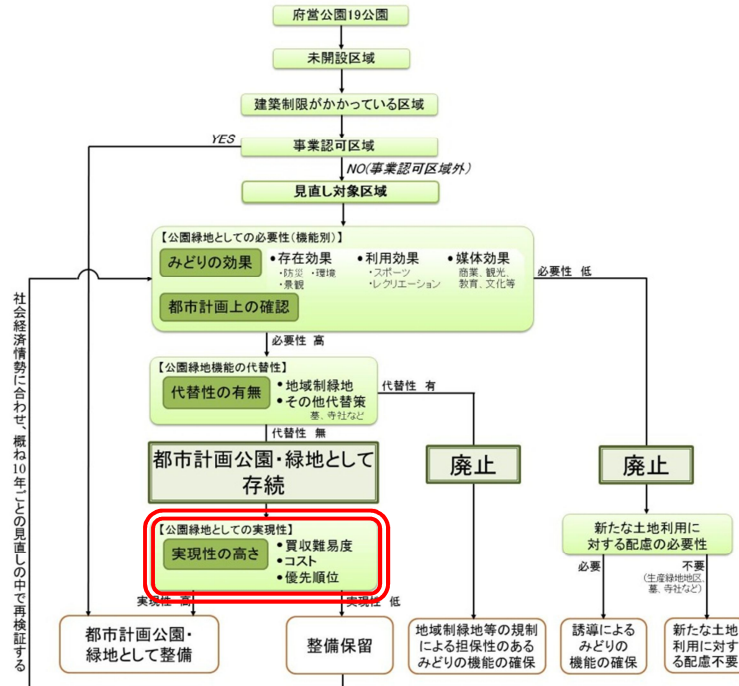 府営公園19公園
未開設区域
建築制限がかかっている区域
YES
事業認可区域
NO(事業認可区域外)
見直し対象区域
【公園緑地としての必要性(機能別)】
みどりの効果
•存在効果
・防災 ・環境
・景観
•利用効果
・スポーツ
・レクリエーション
•媒体効果
商業、観光、
教育、文化等
都市計画上の確認
必要性 低
必要性 高
【公園緑地機能の代替性】
代替性の有無
•地域制緑地
•その他代替策
墓、寺社など
代替性 有
代替性 無
都市計画公園・緑地として
存続
廃止
廃止
【公園緑地としての実現性】
実現性の高さ
•買収難易度
•コスト
•優先順位
新たな土地利用に
対する配慮の必要性
必要
不要
(生産緑地地区、
墓、寺社など)
実現性 高
実現性 低
都市計画公園・
緑地として整備
整備保留
地域制緑地等の規制
による担保性のある
みどりの機能の確保
誘導による
みどりの
機能の確保
新たな土地
利用に対す
る配慮不要
社会経済情勢に合わせ、概ね10年ごとの見直しの中で再検証する